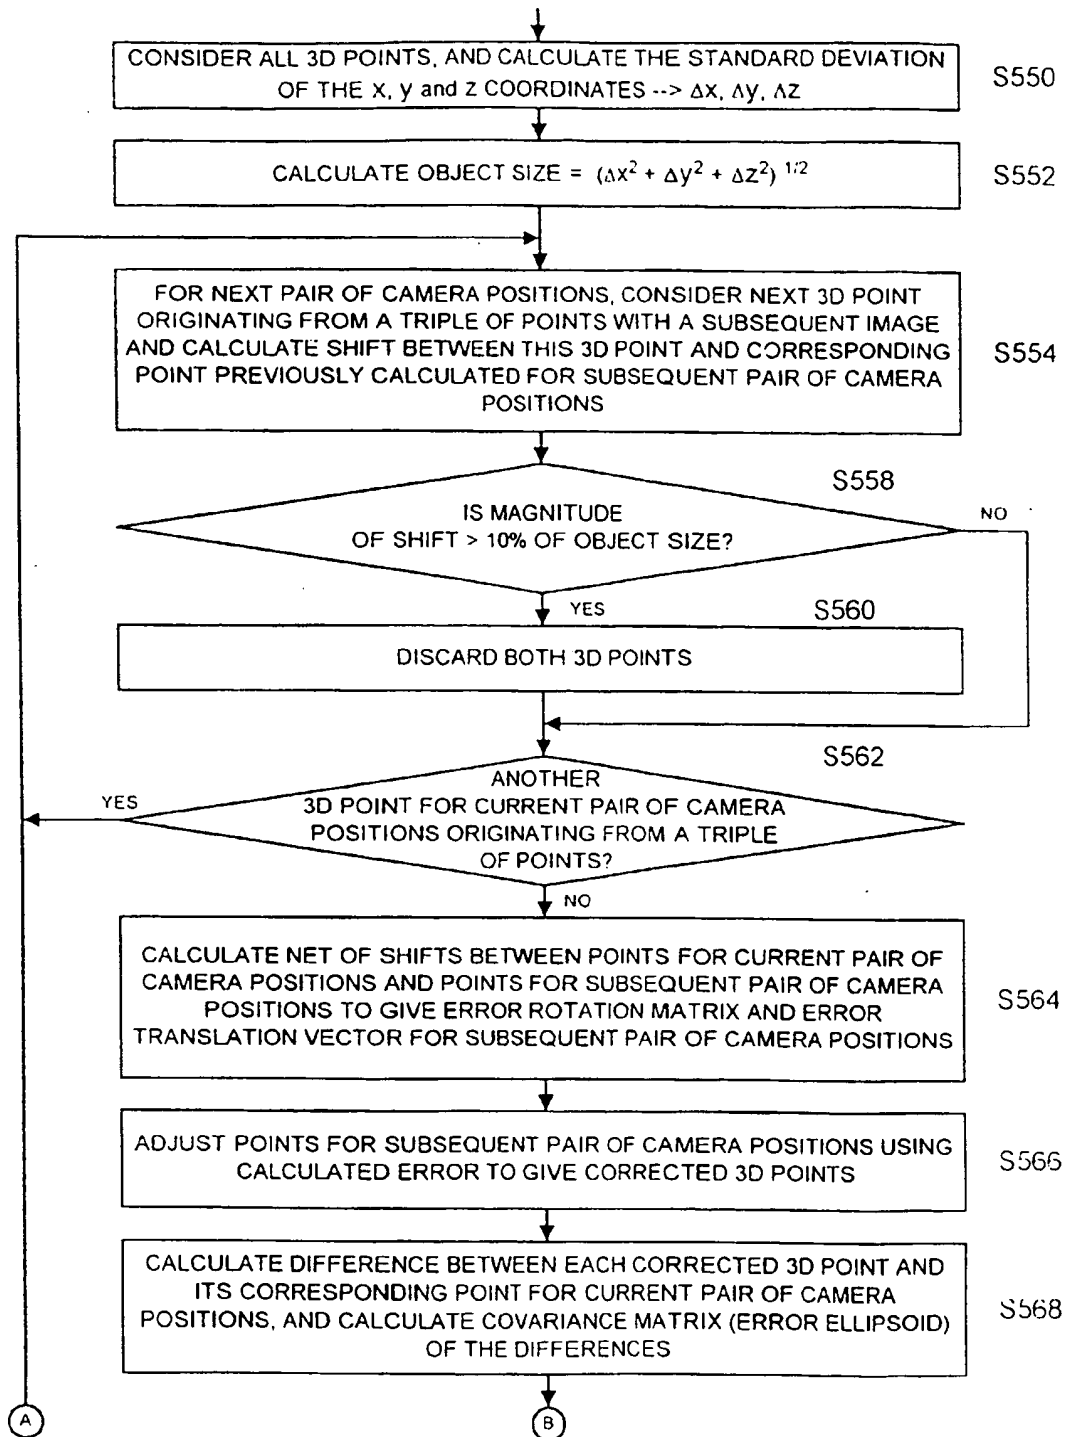 CONSIDER ALL 3D POINTS, AND CALCULATE THE STANDARD DEVIATION
OF THE x, y and z COORDINATES --> Δx, Δy, Δz
S550
CALCULATE OBJECT SIZE = (Δx² + Δy² + Δz²) ¹/²
S552
FOR NEXT PAIR OF CAMERA POSITIONS, CONSIDER NEXT 3D POINT
ORIGINATING FROM A TRIPLE OF POINTS WITH A SUBSEQUENT IMAGE
AND CALCULATE SHIFT BETWEEN THIS 3D POINT AND CORRESPONDING
POINT PREVIOUSLY CALCULATED FOR SUBSEQUENT PAIR OF CAMERA
POSITIONS
S554
S558
IS MAGNITUDE
OF SHIFT > 10% OF OBJECT SIZE?
NO
YES
S560
DISCARD BOTH 3D POINTS
S562
ANOTHER
3D POINT FOR CURRENT PAIR OF CAMERA
POSITIONS ORIGINATING FROM A TRIPLE
OF POINTS?
YES
NO
CALCULATE NET OF SHIFTS BETWEEN POINTS FOR CURRENT PAIR OF
CAMERA POSITIONS AND POINTS FOR SUBSEQUENT PAIR OF CAMERA
POSITIONS TO GIVE ERROR ROTATION MATRIX AND ERROR
TRANSLATION VECTOR FOR SUBSEQUENT PAIR OF CAMERA POSITIONS
S564
ADJUST POINTS FOR SUBSEQUENT PAIR OF CAMERA POSITIONS USING
CALCULATED ERROR TO GIVE CORRECTED 3D POINTS
S566
CALCULATE DIFFERENCE BETWEEN EACH CORRECTED 3D POINT AND
ITS CORRESPONDING POINT FOR CURRENT PAIR OF CAMERA
POSITIONS, AND CALCULATE COVARIANCE MATRIX (ERROR ELLIPSOID)
OF THE DIFFERENCES
S568
A
B